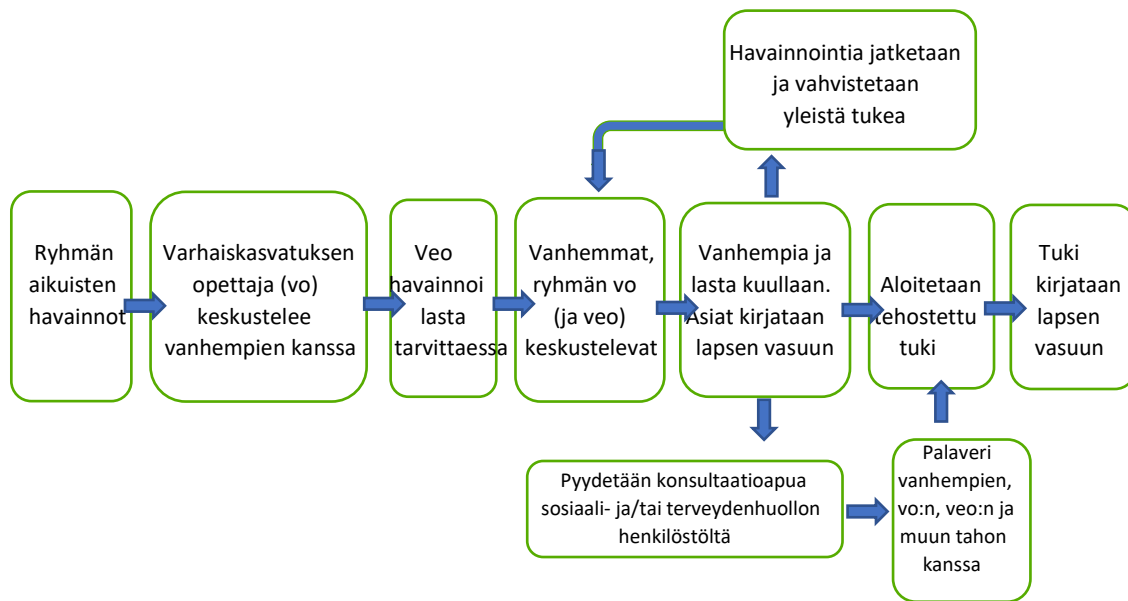 Havainnointia jatketaan
ja vahvistetaan
yleistä tukea
Ryhmän
aikuisten
havainnot
Varhaiskasvatuksen
opettaja (vo)
keskustelee
vanhempien kanssa
Veo
havainnoi
lasta
tarvittaessa
Vanhemmat,
ryhmän vo
(ja veo)
keskustelevat
Vanhempia ja
lasta kuullaan.
Asiat kirjataan
lapsen vasuun
Aloitetaan
tehostettu
tuki
Tuki
kirjataan
lapsen
vasuun
Pyydetään konsultaatioapua
sosiaali- ja/tai terveydenhuollon
henkilöstöltä
Palaveri
vanhempien,
vo:n, veo:n ja
muun tahon
kanssa